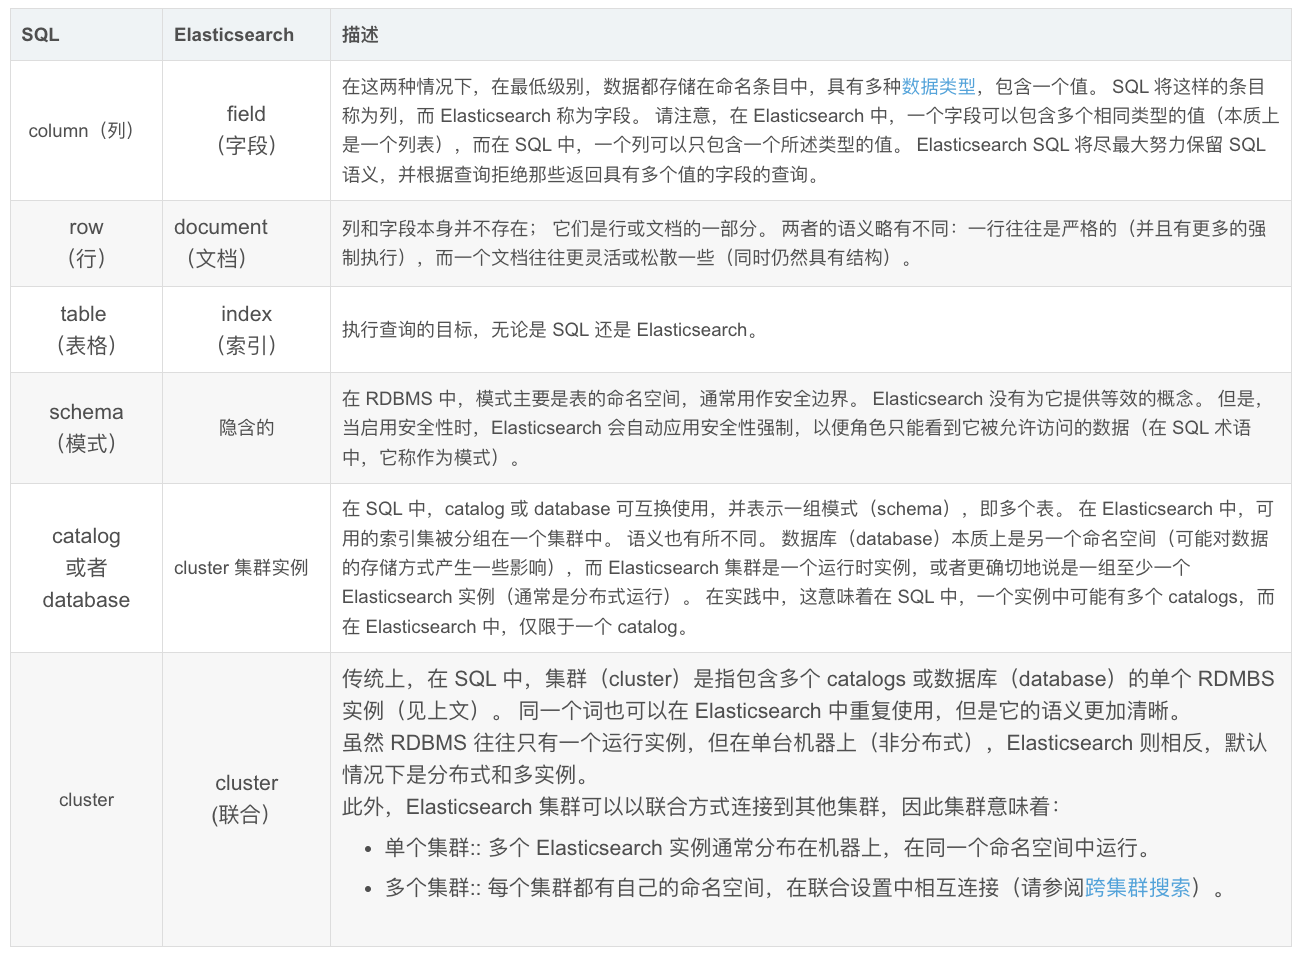 SQL
Elasticsearch
描述
column（列）
field
（字段）
在这两种情况下，在最低级别，数据都存储在命名条目中，具有多种数据类型，包含一个值。 SQL 将这样的条目
称为列，而 Elasticsearch 称为字段。 请注意，在 Elasticsearch 中，一个字段可以包含多个相同类型的值（本质上
是一个列表），而在 SQL 中，一个列可以只包含一个所述类型的值。 Elasticsearch SQL 将尽最大努力保留 SQL
语义，并根据查询拒绝那些返回具有多个值的字段的查询。
row
（行）
document
（文档）
列和字段本身并不存在； 它们是行或文档的一部分。 两者的语义略有不同：一行往往是严格的（并且有更多的强
制执行），而一个文档往往更灵活或松散一些（同时仍然具有结构）。
table
（表格）
index
（索引）
执行查询的目标，无论是 SQL 还是 Elasticsearch。
schema
（模式）
隐含的
在 RDBMS 中，模式主要是表的命名空间，通常用作安全边界。 Elasticsearch 没有为它提供等效的概念。 但是，
当启用安全性时，Elasticsearch 会自动应用安全性强制，以便角色只能看到它被允许访问的数据（在 SQL 术语
中，它称作为模式）。
catalog
或者
database
cluster 集群实例
在 SQL 中，catalog 或 database 可互换使用，并表示一组模式（schema），即多个表。 在 Elasticsearch 中，可
用的索引集被分组在一个集群中。 语义也有所不同。 数据库（database）本质上是另一个命名空间（可能对数据
的存储方式产生一些影响），而 Elasticsearch 集群是一个运行时实例，或者更确切地说是一组至少一个
Elasticsearch 实例（通常是分布式运行）。 在实践中，这意味着在 SQL 中，一个实例中可能有多个 catalogs，而
在 Elasticsearch 中，仅限于一个 catalog。
cluster
cluster
(联合）
传统上，在 SQL 中，集群（cluster）是指包含多个 catalogs 或数据库（database）的单个 RDMBS
实例（见上文）。 同一个词也可以在 Elasticsearch 中重复使用，但是它的语义更加清晰。
虽然 RDBMS 往往只有一个运行实例，但在单台机器上（非分布式），Elasticsearch 则相反，默认
情况下是分布式和多实例。
此外，Elasticsearch 集群可以以联合方式连接到其他集群，因此集群意味着：
• 单个集群:: 多个 Elasticsearch 实例通常分布在机器上，在同一个命名空间中运行。
• 多个集群:: 每个集群都有自己的命名空间，在联合设置中相互连接（请参阅跨集群搜索）。